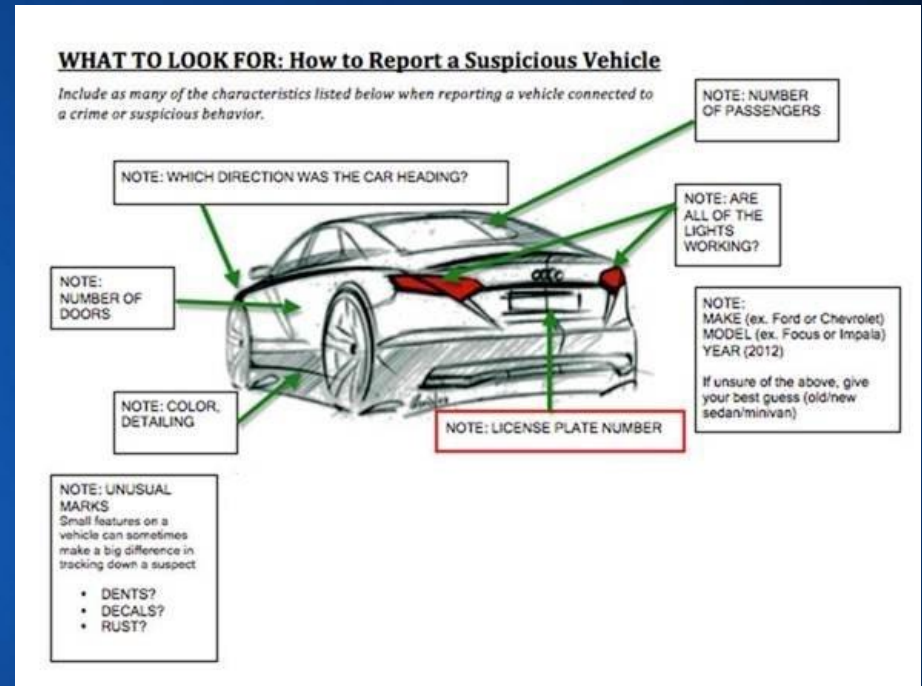 WHAT TO LOOK FOR: How to Report a Suspicious Vehicle
Include as many of the characteristics listed below when reporting a vehicle connected to
a crime or suspicious behavior.
NOTE: NUMBER
OF PASSENGERS
NOTE: WHICH DIRECTION WAS THE CAR HEADING?
NOTE: ARE
ALL OF THE
LIGHTS
WORKING?
NOTE:
NUMBER OF
DOORS
NOTE:
MAKE (ex. Ford or Chevrolet)
MODEL (ex. Focus or Impala)
YEAR (2012)
If unsure of the above, give
your best guess (old/new
sedan/minivan)
NOTE: COLOR,
DETAILING
NOTE: LICENSE PLATE NUMBER
NOTE: UNUSUAL
MARKS
Small features on a
vehicle can sometimes
make a big difference in
tracking down a suspect
• DENTS?
• DECALS?
• RUST?